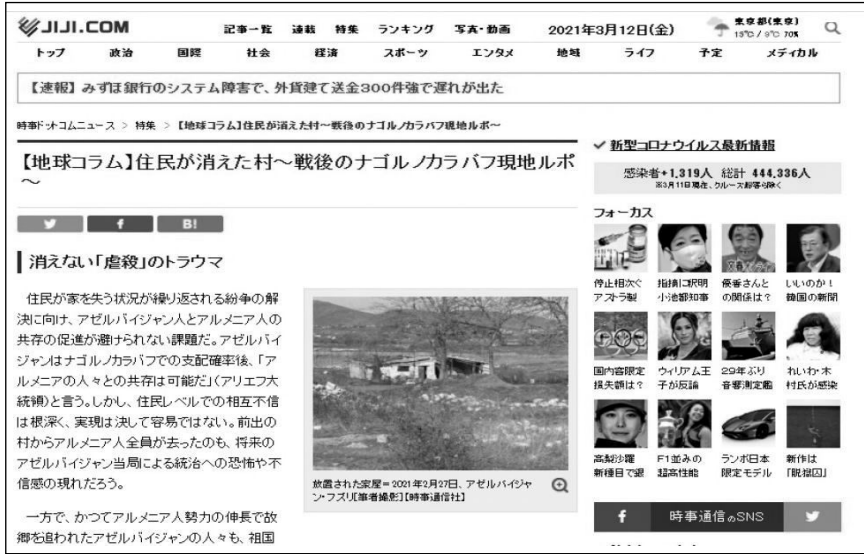 JIJI.COM
記事一覧 連載 特集 ランキング 写真・動画 2021年3月12日(金) 東京都(東京)
15℃ / 9℃ 70%
トップ 政治 国際 社会 経済 スポーツ エンタメ 地域 ライフ 予定 メディカル
【速報】みずほ銀行のシステム障害で、外貨建て送金300件強で遅れが出た
時事ドットコムニュース > 特集 > 【地球コラム】住民が消えた村~戦後のナゴルノカラバフ現地ルポ~
【地球コラム】住民が消えた村~戦後のナゴルノカラバフ現地ルポ
~
f B!
消えない「虐殺」のトラウマ
住民が家を失う状況が繰り返される紛争の解
決に向け、アゼルバイジャン人とアルメニア人の
共存の促進が避けられない課題だ。アゼルバイ
ジャンはナゴルノカラバフでの支配確率後、「ア
ルメニアの人々との共存は可能だ」(アリエフ大
統領)と言う。しかし、住民レベルでの相互不信
は根深く、実現は決して容易ではない。前出の
村からアルメニア人全員が去ったのも、将来の
アゼルバイジャン当局による統治への恐怖や不
信感の現れだろう。
一方で、かつてアルメニア人勢力の伸長で故
郷を追われたアゼルバイジャンの人々も、祖国
放置された家屋=2021年2月27日、アゼルバイジャ
ン・フズリ【筆者撮影】【時事通信社】
新型コロナウイルス最新情報
感染者+1,319人 総計 444,336人
※3月11日現在、クルーズ船客ら除く
フォーカス
停止相次ぐ 指摘に釈明 優香さんと いいのか!
アストラ製 小池都知事 の関係は? 韓国の新聞
国内客限定 ウィリアム王 29年ぶり れいわ・木
損失額は? 子が反論 音響測定艦 村氏が感染
高梨沙羅 F1並みの ランボ日本 新作は
新種目で銀 超高性能 限定モデル 「脱獄囚」
f 時事通信のSNS